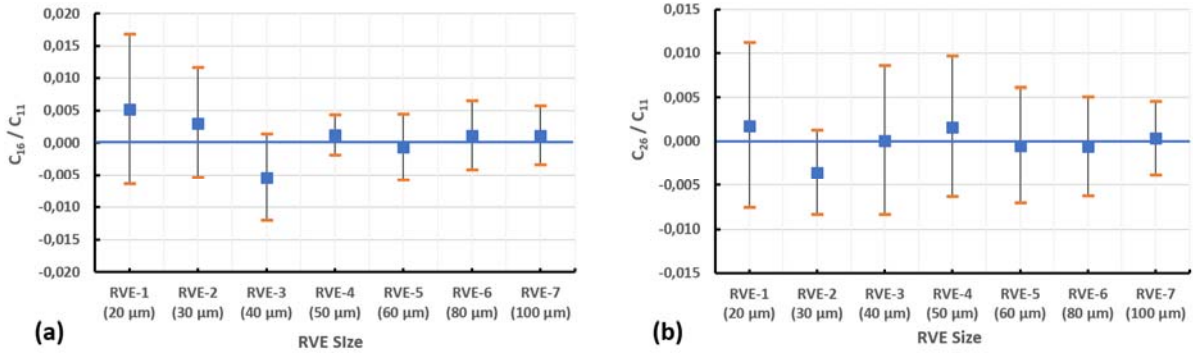 0,020
0,015
0,010
0,005
0,000
-0,005
-0,010
-0,015
-0,020
C16 / C11
RVE-1 RVE-2 RVE-3 RVE-4 RVE-5 RVE-6 RVE-7
(20 µm) (30 µm) (40 µm) (50 µm) (60 µm) (80 µm) (100 µm)
RVE SIze
(a)
0,015
0,010
0,005
0,000
-0,005
-0,010
-0,015
C26 / C11
RVE-1 RVE-2 RVE-3 RVE-4 RVE-5 RVE-6 RVE-7
(20 µm) (30 µm) (40 µm) (50 µm) (60 µm) (80 µm) (100 µm)
RVE Size
(b)